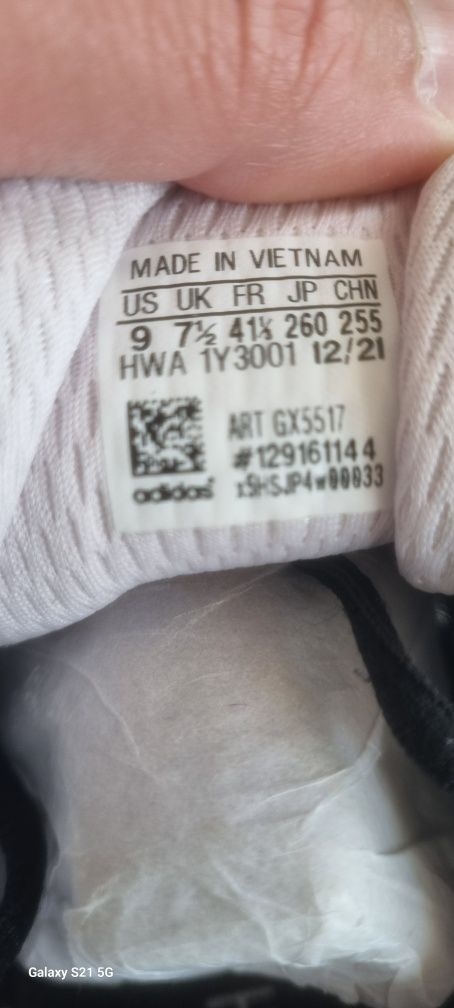 MADE IN VIETNAM
US UK FR JP CHN
9 7½ 41⅓ 260 255
HWA 1Y3001 12/21
ART GX5517
#129161144
adidas x9HSJP4w00033
Galaxy S21 5G